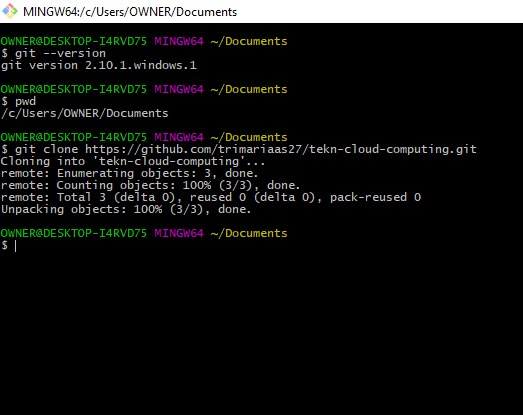 MINGW64:/c/Users/OWNER/Documents
OWNER@DESKTOP-I4RVD75 MINGW64 ~/Documents
$ git --version
git version 2.10.1.windows.1
OWNER@DESKTOP-I4RVD75 MINGW64 ~/Documents
$ pwd
/c/Users/OWNER/Documents
OWNER@DESKTOP-I4RVD75 MINGW64 ~/Documents
$ git clone https://github.com/trimariaas27/tekn-cloud-computing.git
Cloning into 'tekn-cloud-computing'...
remote: Enumerating objects: 3, done.
remote: Counting objects: 100% (3/3), done.
remote: Total 3 (delta 0), reused 0 (delta 0), pack-reused 0
Unpacking objects: 100% (3/3), done.
OWNER@DESKTOP-I4RVD75 MINGW64 ~/Documents
$